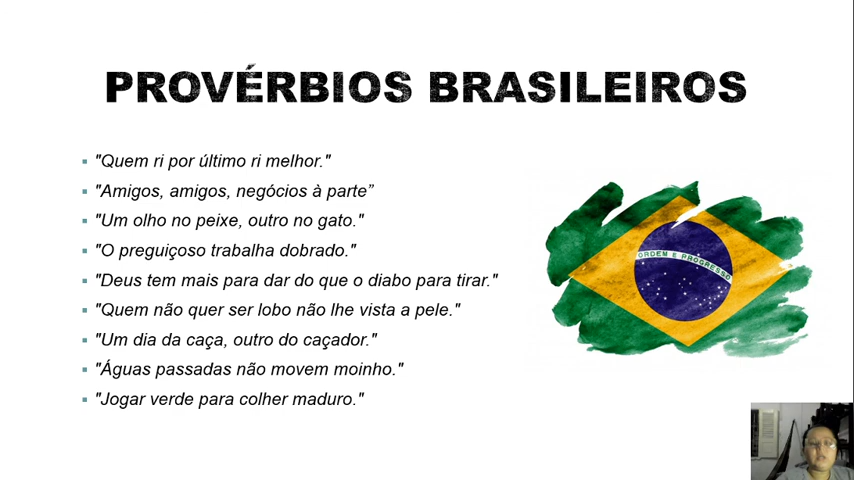 PROVÉRBIOS BRASILEIROS
"Quem ri por último ri melhor."
"Amigos, amigos, negócios à parte”
"Um olho no peixe, outro no gato."
"O preguiçoso trabalha dobrado."
"Deus tem mais para dar do que o diabo para tirar."
"Quem não quer ser lobo não lhe vista a pele."
"Um dia da caça, outro do caçador."
"Águas passadas não movem moinho."
"Jogar verde para colher maduro."
ORDEM E PROGRESSO